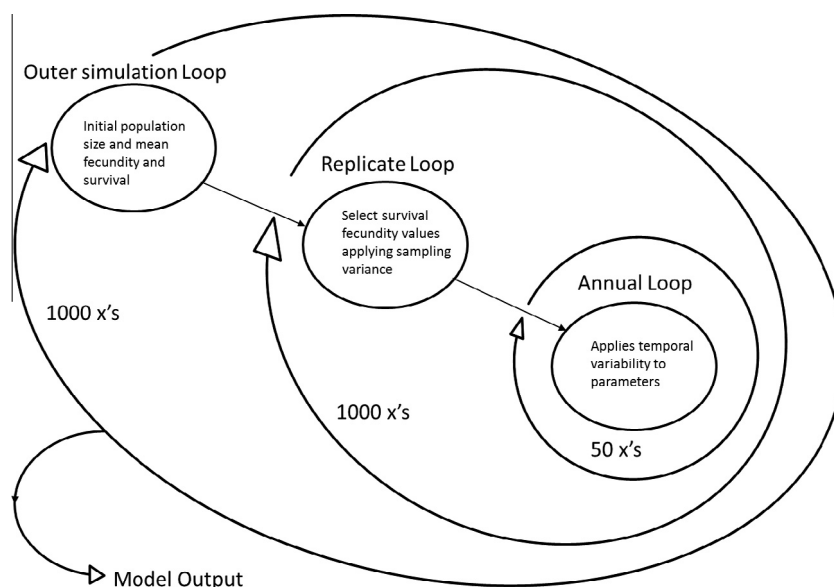 Outer simulation Loop
Initial population
size and mean
fecundity and
survival
Replicate Loop
Select survival
fecundity values
applying sampling
variance
Annual Loop
Applies temporal
variability to
parameters
1000 x's
1000 x's
50 x's
Model Output